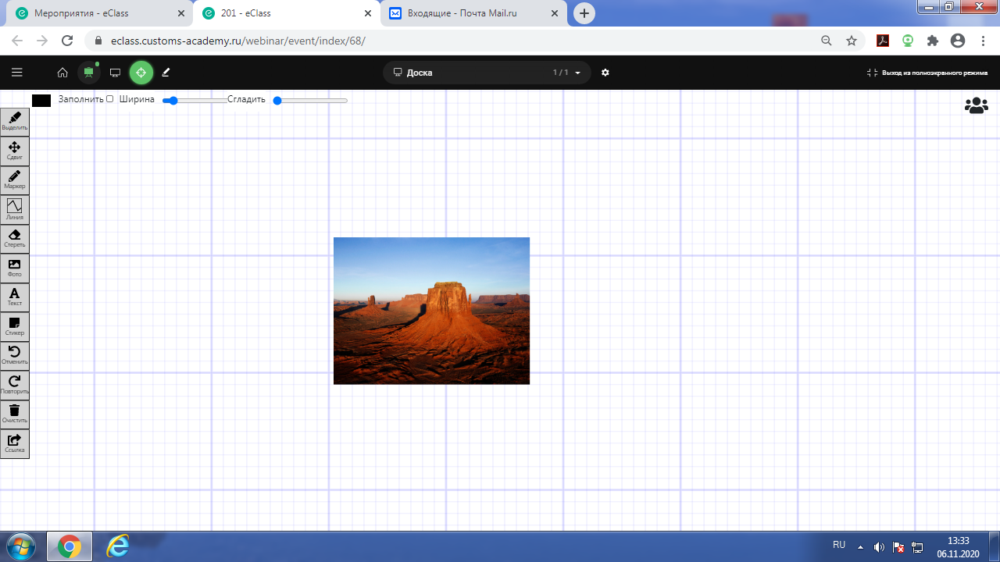 Мероприятия - eClass
201 - eClass
Входящие - Почта Mail.ru
eclass.customs-academy.ru/webinar/event/index/68/
Доска
1 / 1
Выход из полноэкранного режима
Заполнить Ширина Сгладить
Выделить
Сдвиг
Маркер
Линия
Стереть
Фото
Текст
Стикер
Отменить
Повторить
Очистить
Ссылка
RU
13:33
06.11.2020